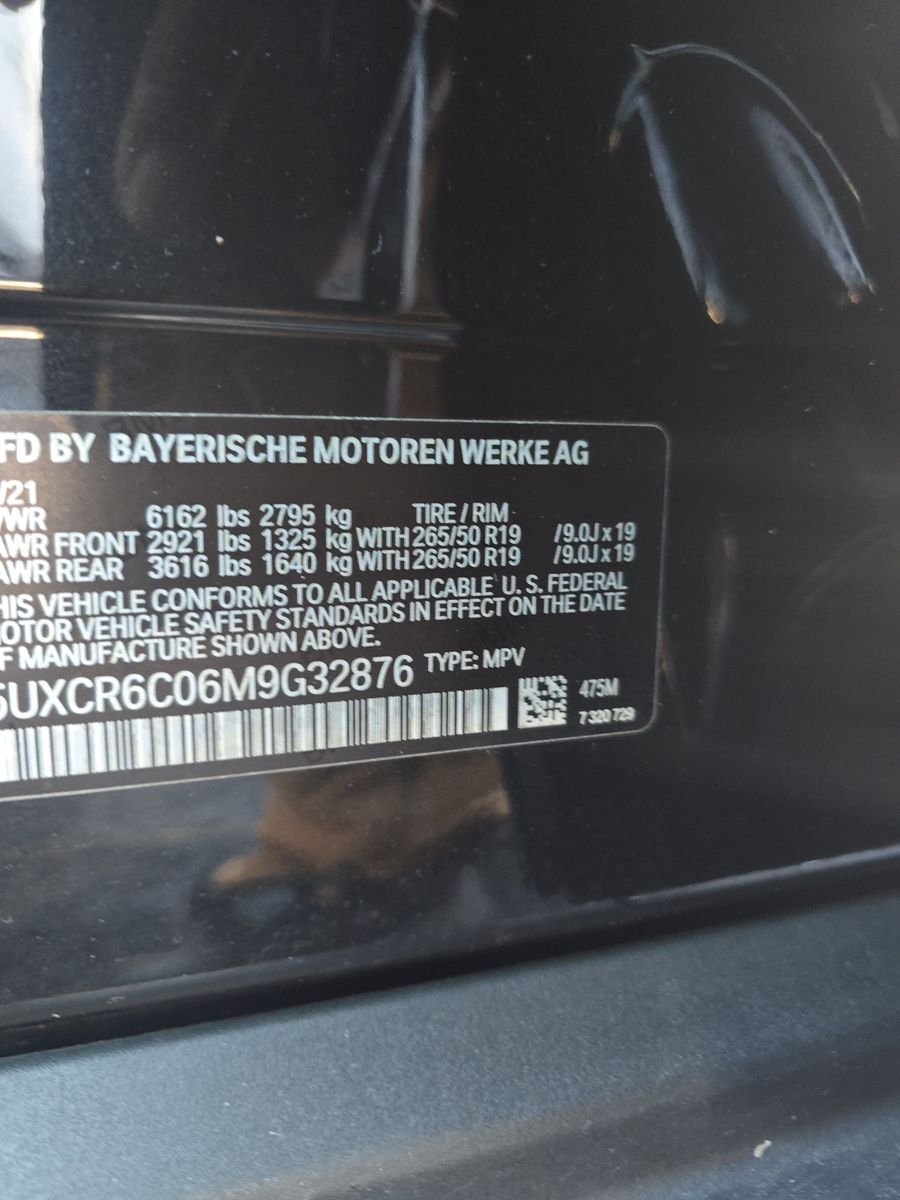 FD BY BAYERISCHE MOTOREN WERKE AG
/21
VWR 6162 lbs 2795 kg TIRE / RIM
AWR FRONT 2921 lbs 1325 kg WITH 265/50 R19 /9.0J x 19
AWR REAR 3616 lbs 1640 kg WITH 265/50 R19 /9.0J x 19
HIS VEHICLE CONFORMS TO ALL APPLICABLE U. S. FEDERAL
OTOR VEHICLE SAFETY STANDARDS IN EFFECT ON THE DATE
F MANUFACTURE SHOWN ABOVE.
5UXCR6C06M9G32876 TYPE: MPV
475M
7 320 729